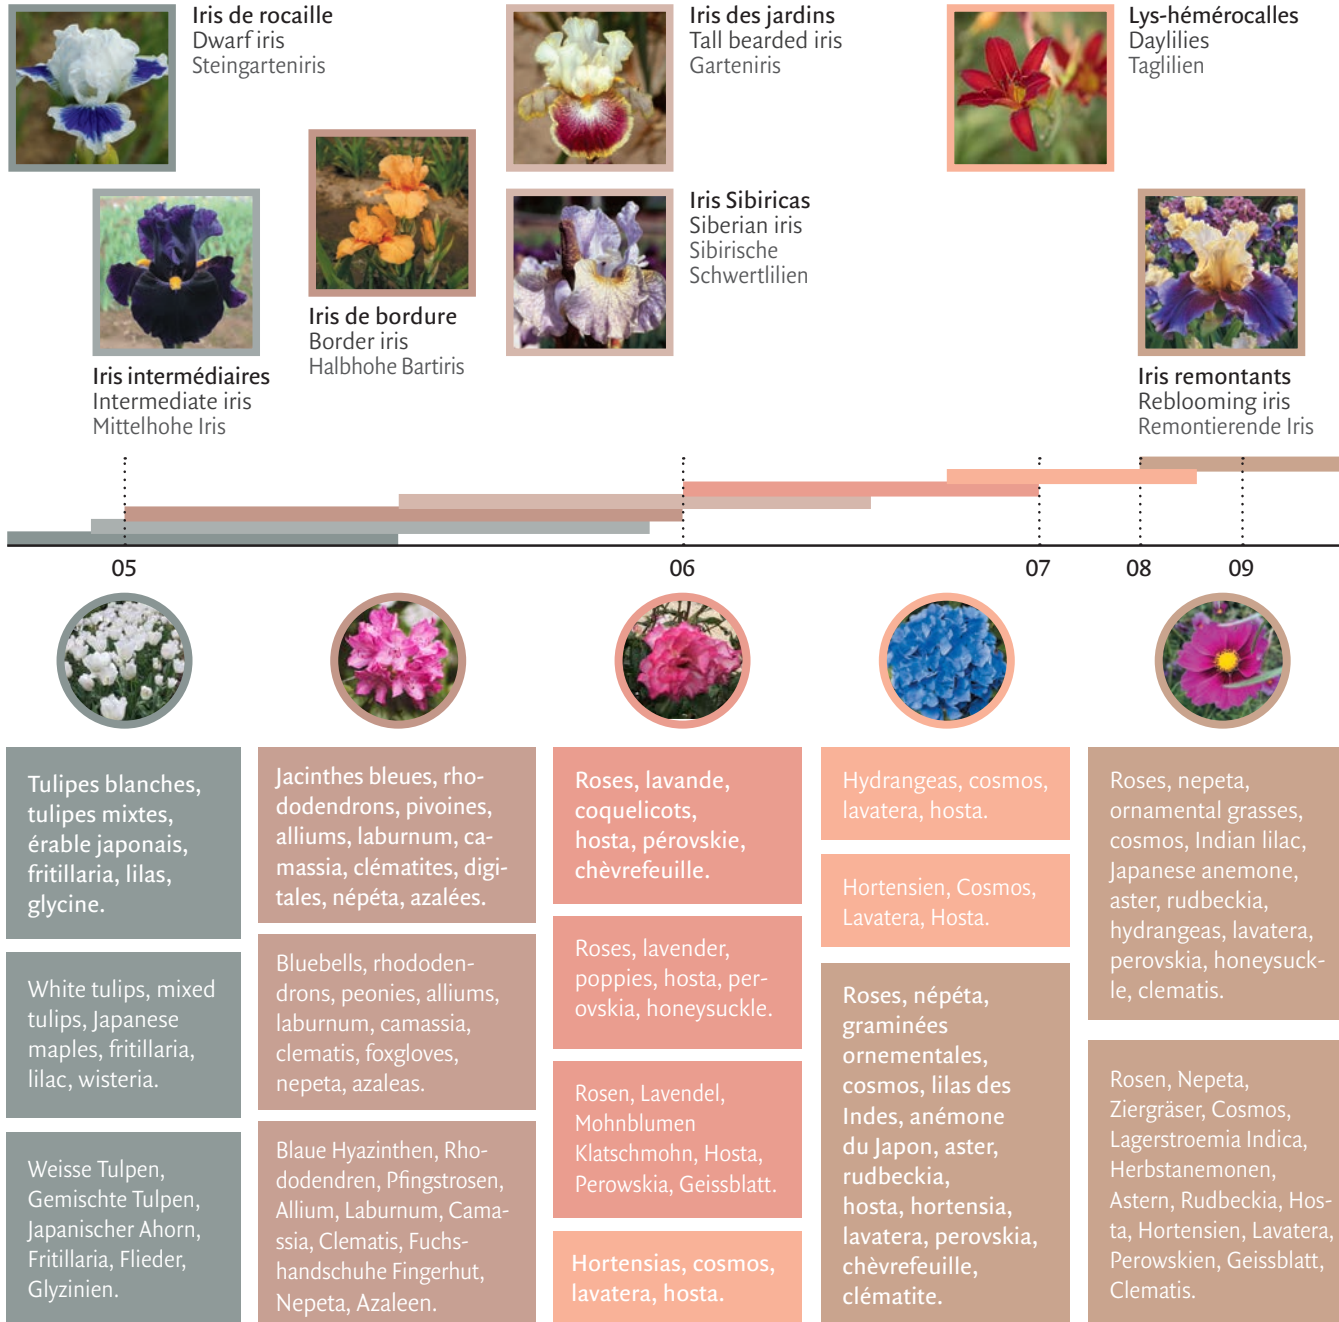 Iris de rocaille
Dwarf iris
Steingarteniris
Iris des jardins
Tall bearded iris
Garteniris
Lys-hémérocalles
Daylilies
Taglilien
Iris Sibiricas
Siberian iris
Sibirische
Schwertlilien
Iris de bordure
Border iris
Halbhohe Bartiris
Iris intermédiaires
Intermediate iris
Mittelhohe Iris
Iris remontants
Reblooming iris
Remontierende Iris
05
06
07
08
09
Tulipes blanches,
tulipes mixtes,
érable japonais,
fritillaria, lilas,
glycine.
White tulips, mixed
tulips, Japanese
maples, fritillaria,
lilac, wisteria.
Weisse Tulpen,
Gemischte Tulpen,
Japanischer Ahorn,
Fritillaria, Flieder,
Glyzinien.
Jacinthes bleues, rho-
dodendrons, pivoines,
alliums, laburnum, ca-
massia, clématites, digi-
tales, népéta, azalées.
Bluebells, rhododen-
drons, peonies, alliums,
laburnum, camassia,
clematis, foxgloves,
nepeta, azaleas.
Blaue Hyazinthen, Rho-
dodendren, Pfingstrosen,
Allium, Laburnum, Cama-
ssia, Clematis, Fuchs-
handschuhe Fingerhut,
Nepeta, Azaleen.
Roses, lavande,
coquelicots,
hosta, pérovskie,
chèvrefeuille.
Roses, lavender,
poppies, hosta, per-
ovskia, honeysuckle.
Rosen, Lavendel,
Mohnblumen
Klatschmohn, Hosta,
Perowskia, Geissblatt.
Hortensias, cosmos,
lavatera, hosta.
Hydrangeas, cosmos,
lavatera, hosta.
Hortensien, Cosmos,
Lavatera, Hosta.
Roses, népéta,
graminées
ornementales,
cosmos, lilas des
Indes, anémone
du Japon, aster,
rudbeckia,
hosta, hortensia,
lavatera, perovskia,
chèvrefeuille,
clématite.
Roses, nepeta,
ornamental grasses,
cosmos, Indian lilac,
Japanese anemone,
aster, rudbeckia,
hydrangeas, lavatera,
perovskia, honeysuck-
le, clematis.
Rosen, Nepeta,
Ziergräser, Cosmos,
Lagerstroemia Indica,
Herbstanemonen,
Astern, Rudbeckia, Hos-
ta, Hortensien, Lavatera,
Perowskien, Geissblatt,
Clematis.